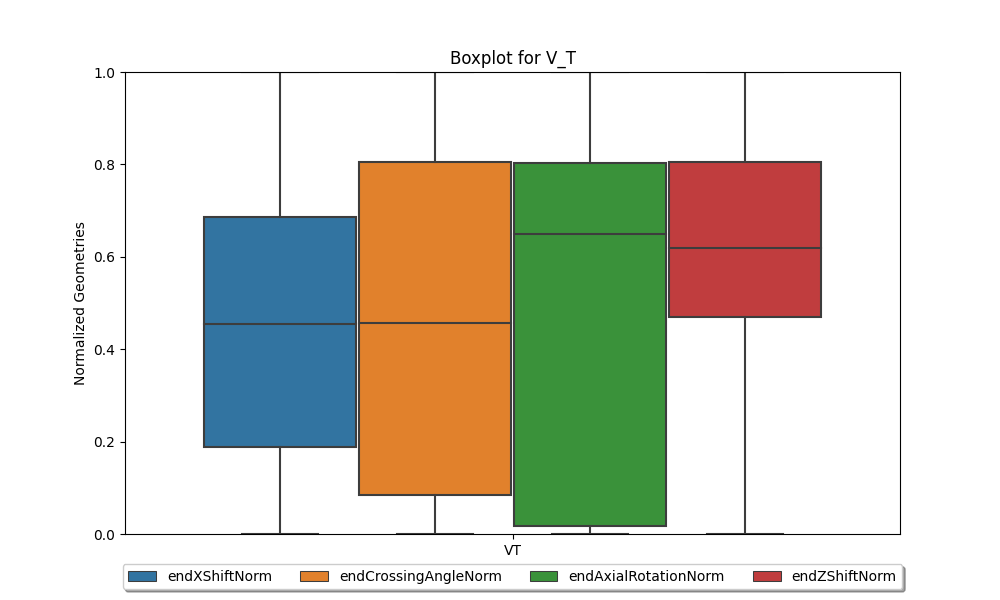 Boxplot for V_T
1.0
0.8
0.6
0.4
0.2
0.0
Normalized Geometries
VT
endXShiftNorm endCrossingAngleNorm endAxialRotationNorm endZShiftNorm